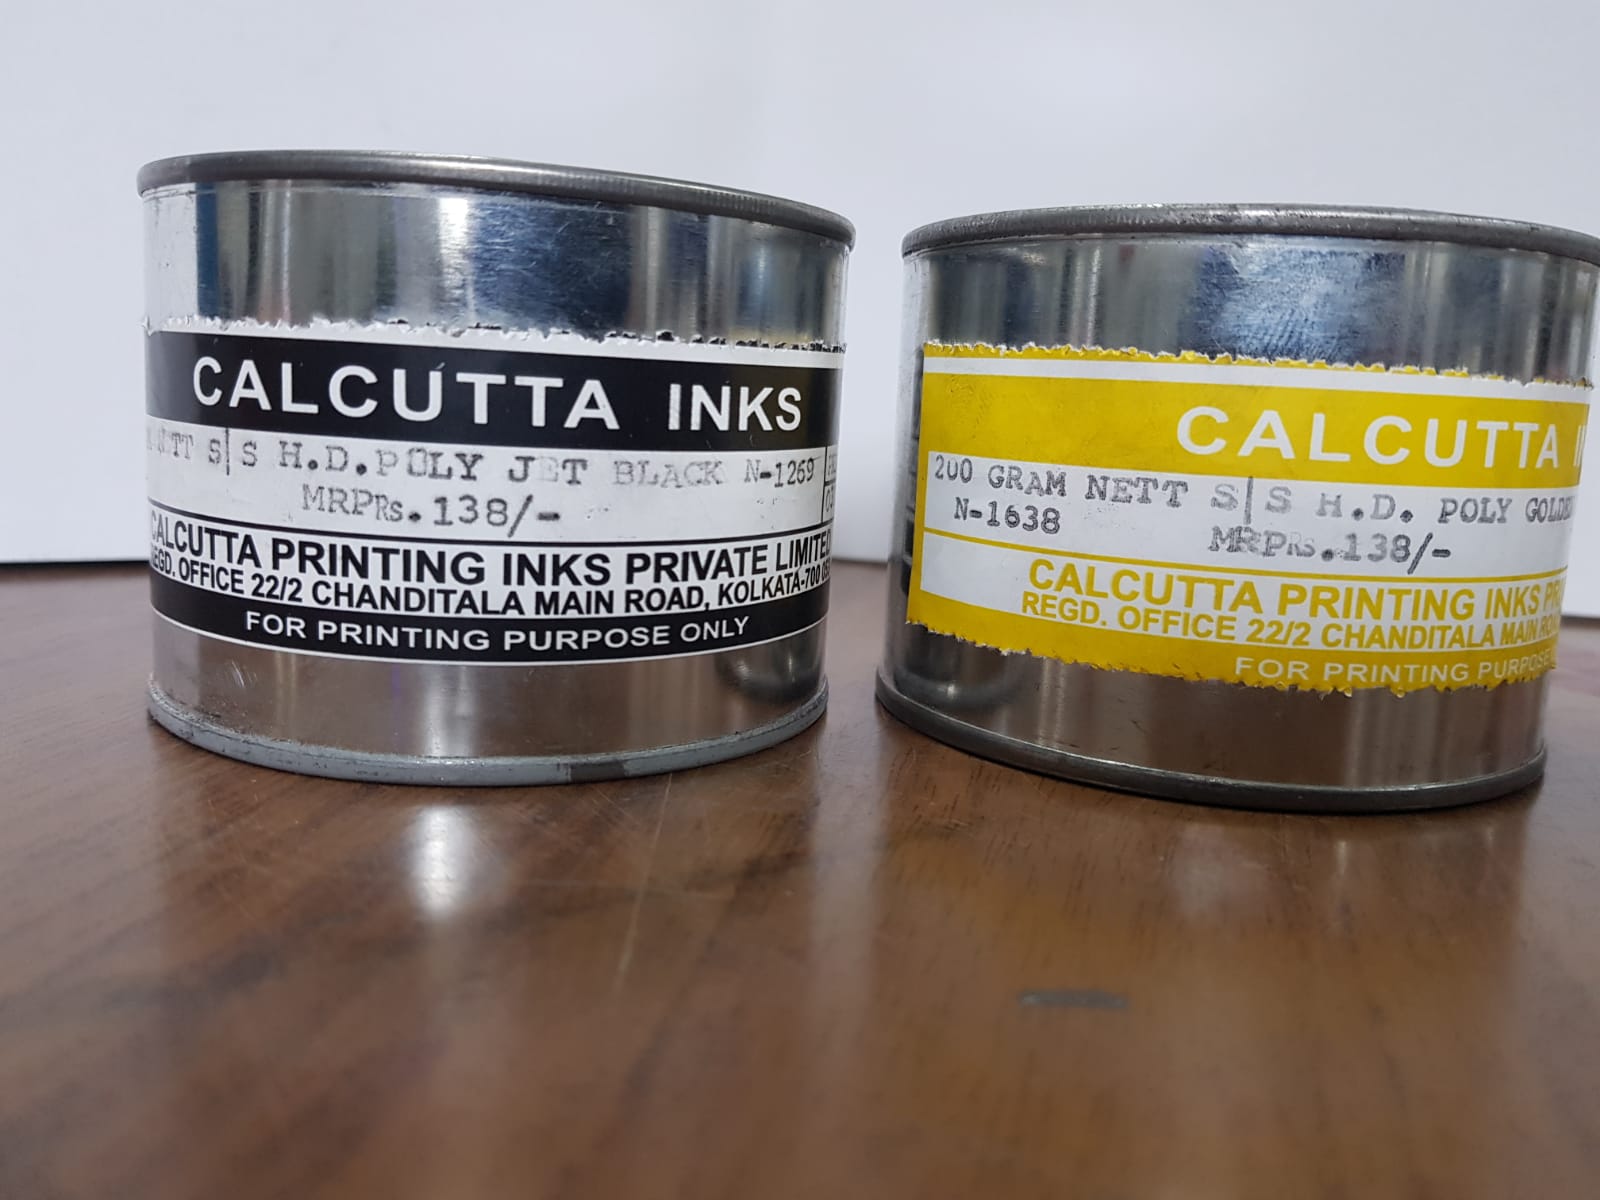 CALCUTTA INKS
NETT S|S H.D.POLY JET BLACK N-1269
MRPRs.138/-
CALCUTTA PRINTING INKS PRIVATE LIMITED
REGD. OFFICE 22/2 CHANDITALA MAIN ROAD, KOLKATA-700
FOR PRINTING PURPOSE ONLY
CALCUTTA
200 GRAM NETT S|S H.D. POLY
N-1638
MRPRs.138/-
CALCUTTA PRINTING INKS
REGD. OFFICE 22/2 CHANDITALA MAIN
FOR PRINTING PURPOSE